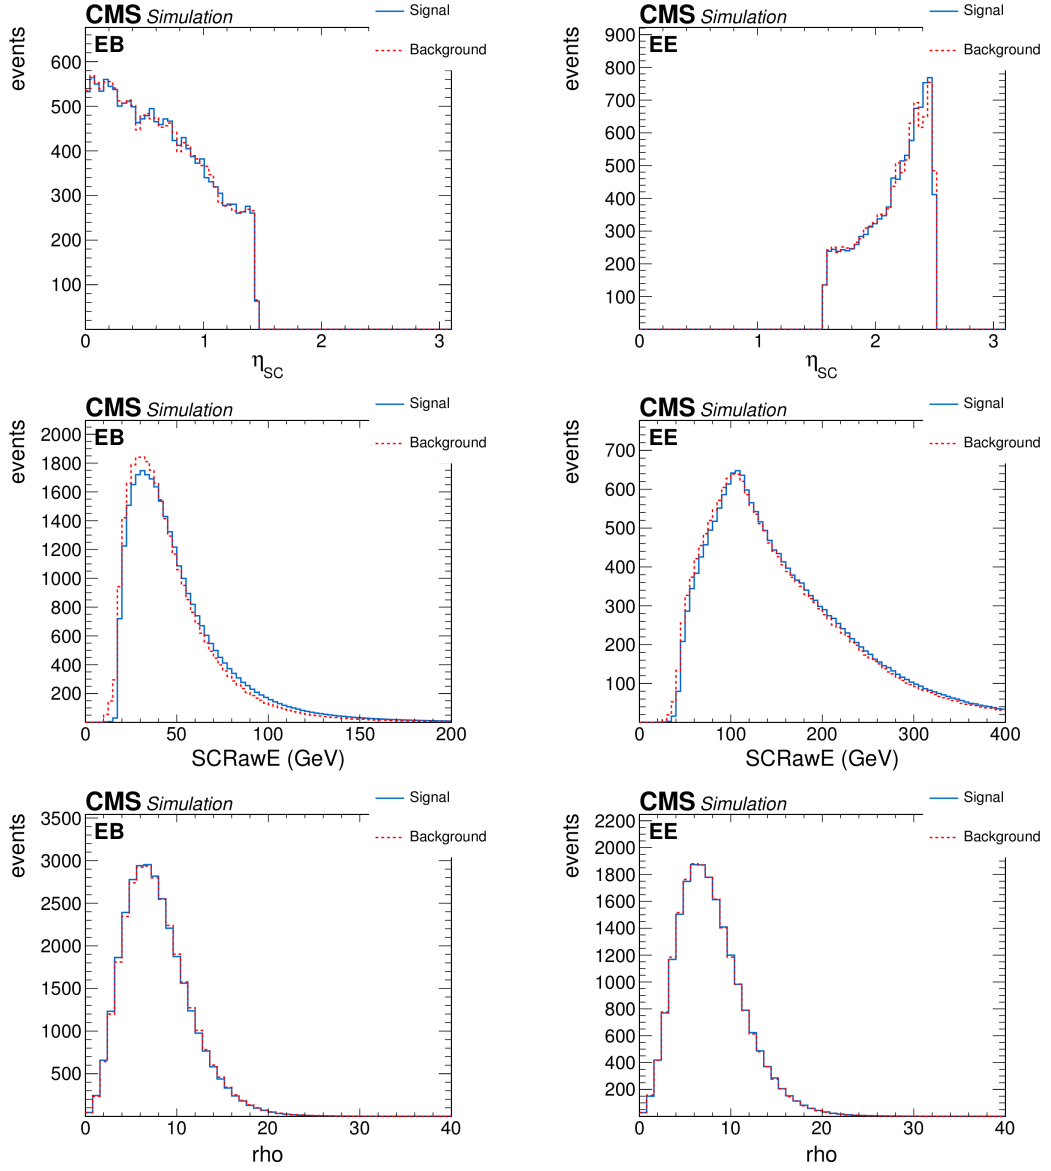 CMS Simulation
Signal
Background
EB
events
600
500
400
300
200
100
0 1 2 3
ηSC
CMS Simulation
Signal
Background
EE
events
900
800
700
600
500
400
300
200
100
0 1 2 3
ηSC
CMS Simulation
Signal
Background
EB
events
2000
1800
1600
1400
1200
1000
800
600
400
200
0 50 100 150 200
SCRawE (GeV)
CMS Simulation
Signal
Background
EE
events
700
600
500
400
300
200
100
0 100 200 300 400
SCRawE (GeV)
CMS Simulation
Signal
Background
EB
events
3500
3000
2500
2000
1500
1000
500
0 10 20 30 40
rho
CMS Simulation
Signal
Background
EE
events
2200
2000
1800
1600
1400
1200
1000
800
600
400
200
0 10 20 30 40
rho